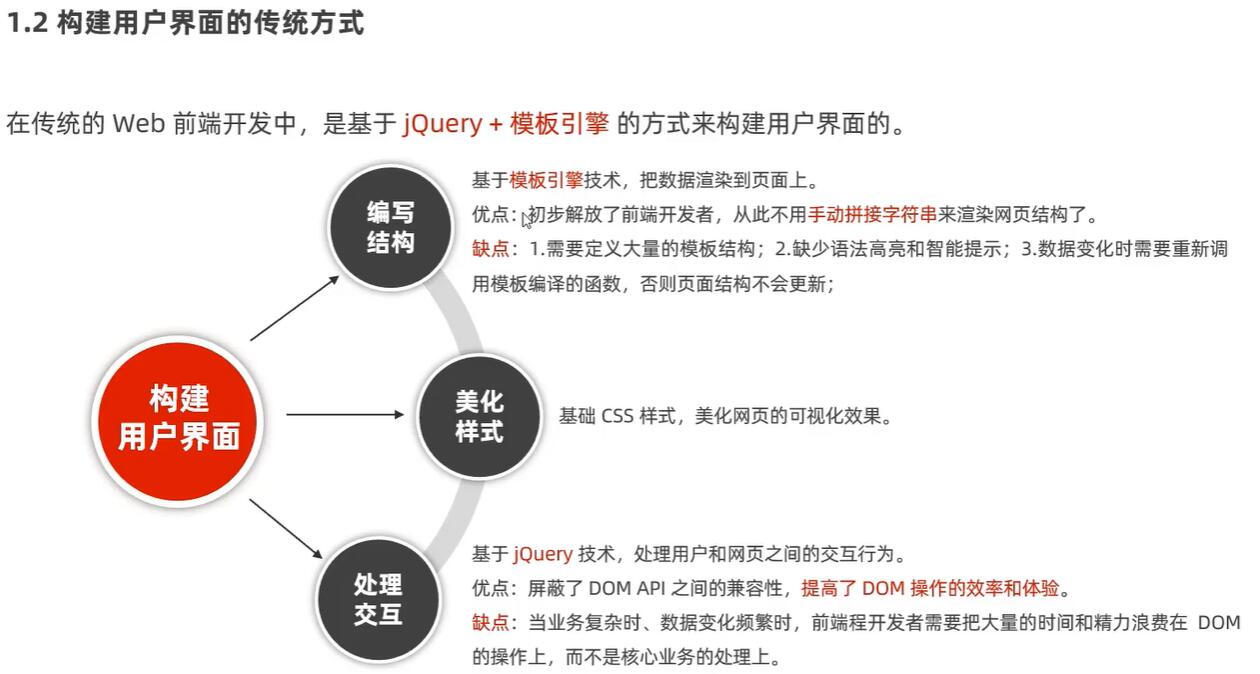 1.2 构建用户界面的传统方式
在传统的 Web 前端开发中，是基于 jQuery + 模板引擎 的方式来构建用户界面的。
编写
结构
基于模板引擎技术，把数据渲染到页面上。
优点：初步解放了前端开发者，从此不用手动拼接字符串来渲染网页结构了。
缺点：1.需要定义大量的模板结构；2.缺少语法高亮和智能提示；3.数据变化时需要重新调
用模板编译的函数，否则页面结构不会更新；
构建
用户界面
美化
样式
基础 CSS 样式，美化网页的可视化效果。
处理
交互
基于 jQuery 技术，处理用户和网页之间的交互行为。
优点：屏蔽了 DOM API 之间的兼容性，提高了 DOM 操作的效率和体验。
缺点：当业务复杂时、数据变化频繁时，前端程开发者需要把大量的时间和精力浪费在 DOM
的操作上，而不是核心业务的处理上。